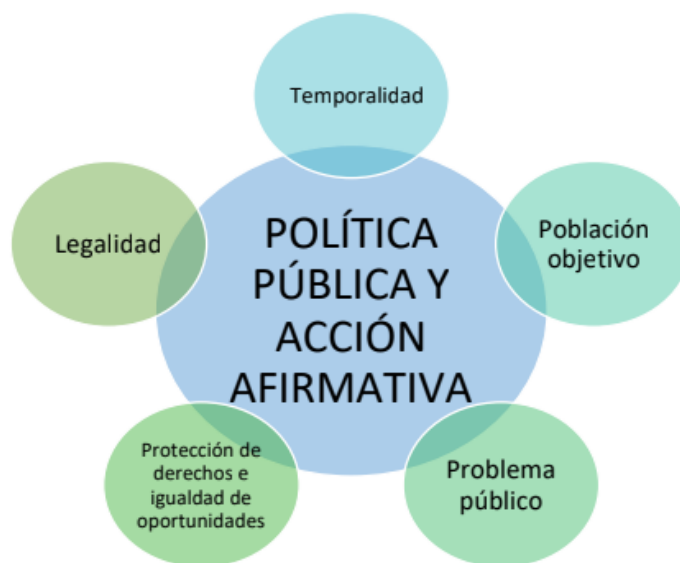 Temporalidad
Legalidad
POLÍTICA
PÚBLICA Y
ACCIÓN
AFIRMATIVA
Población
objetivo
Protección de
derechos e
igualdad de
oportunidades
Problema
público